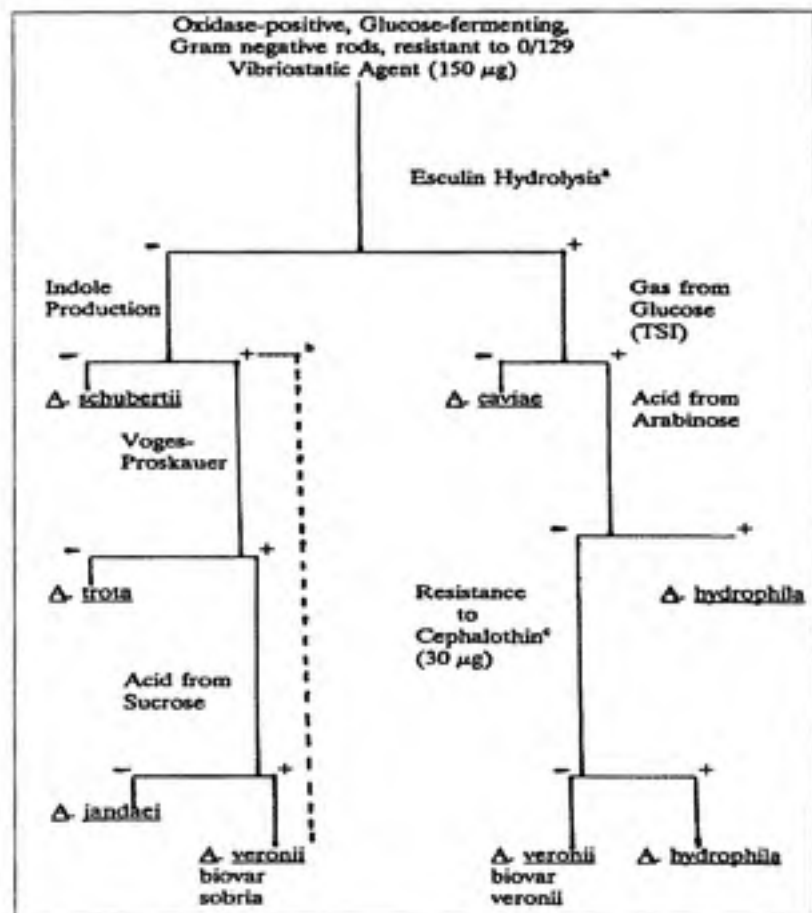 Oxidase-positive, Glucose-fermenting,
Gram negative rods, resistant to 0/129
Vibriostatic Agent (150 μg)
Esculin Hydrolysisᵃ
− +
Indole
Production
Gas from
Glucose
(TSI)
− + ᵇ
− +
A. schubertii
A. caviae
Acid from
Arabinose
Voges-
Proskauer
− +
− +
A. trota
Resistance
to
Cephalothinᶜ
(30 μg)
A. hydrophila
Acid from
Sucrose
− +
− +
A. jandaei
A. veronii
biovar
sobria
A. veronii
biovar
veronii
A. hydrophila